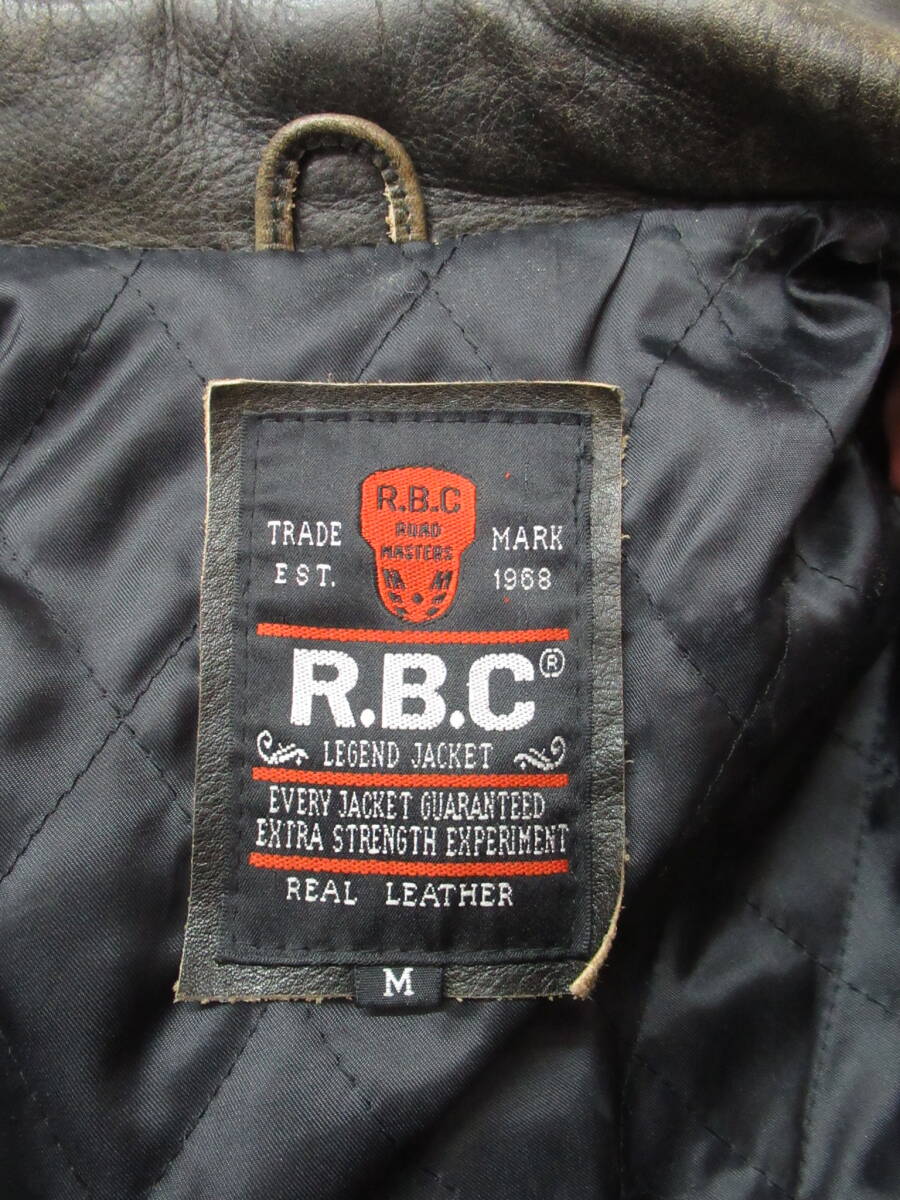 R.B.C
ROAD
MASTERS
TRADE MARK
EST. 1968
R.B.C®
LEGEND JACKET
EVERY JACKET GUARANTEED
EXTRA STRENGTH EXPERIMENT
REAL LEATHER
M